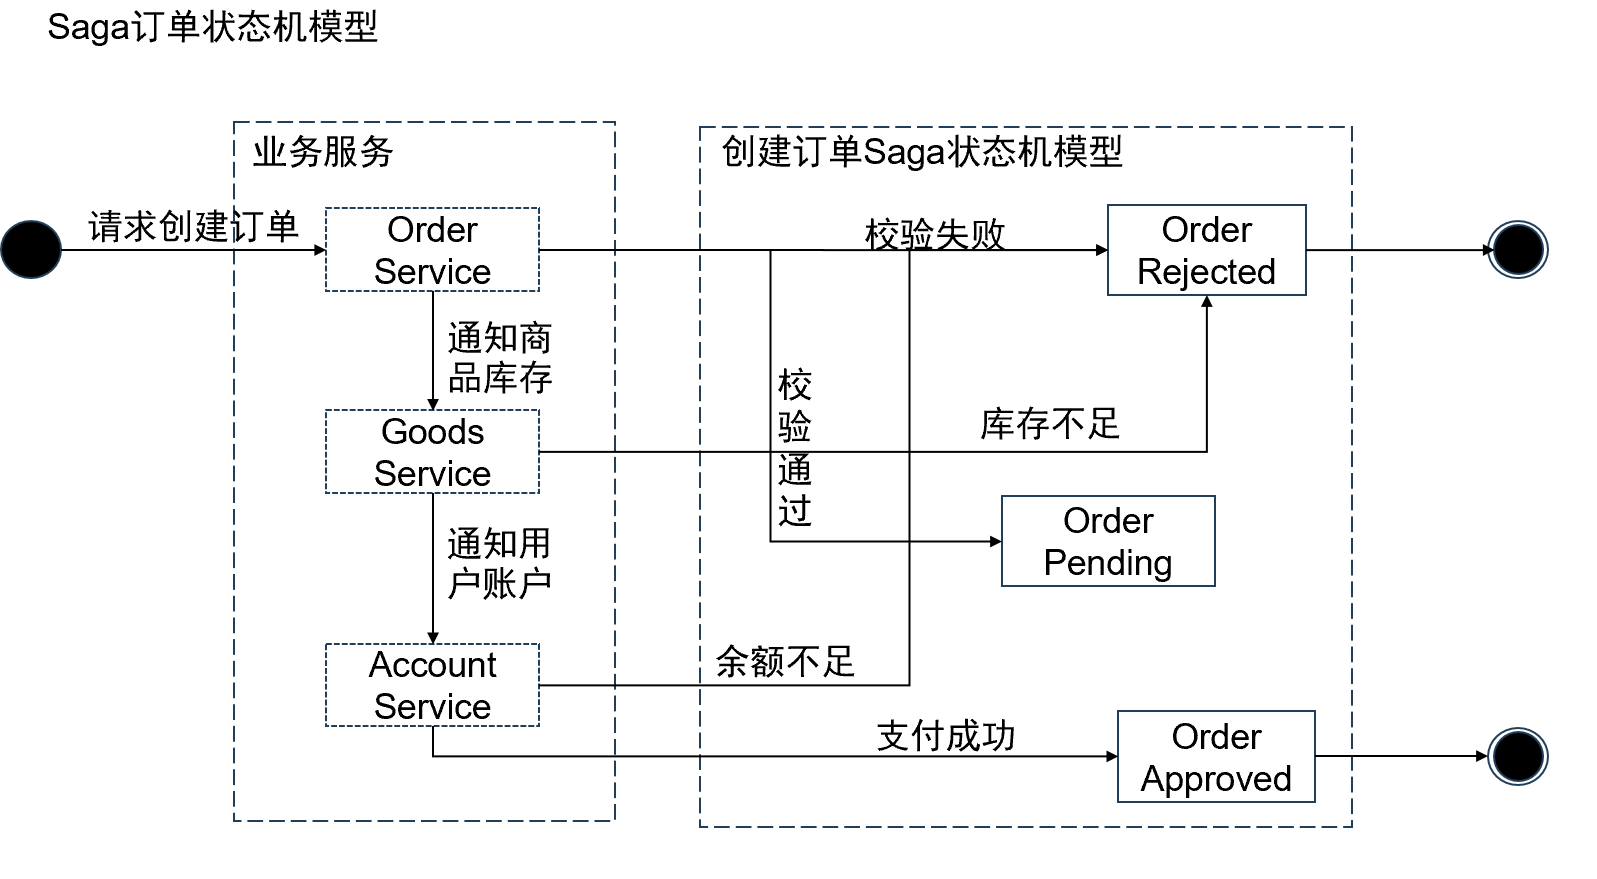 Saga订单状态机模型
业务服务
创建订单Saga状态机模型
请求创建订单
Order
Service
校验失败
Order
Rejected
通知商
品库存
校
验
通
过
Goods
Service
库存不足
Order
Pending
通知用
户账户
Account
Service
余额不足
支付成功
Order
Approved